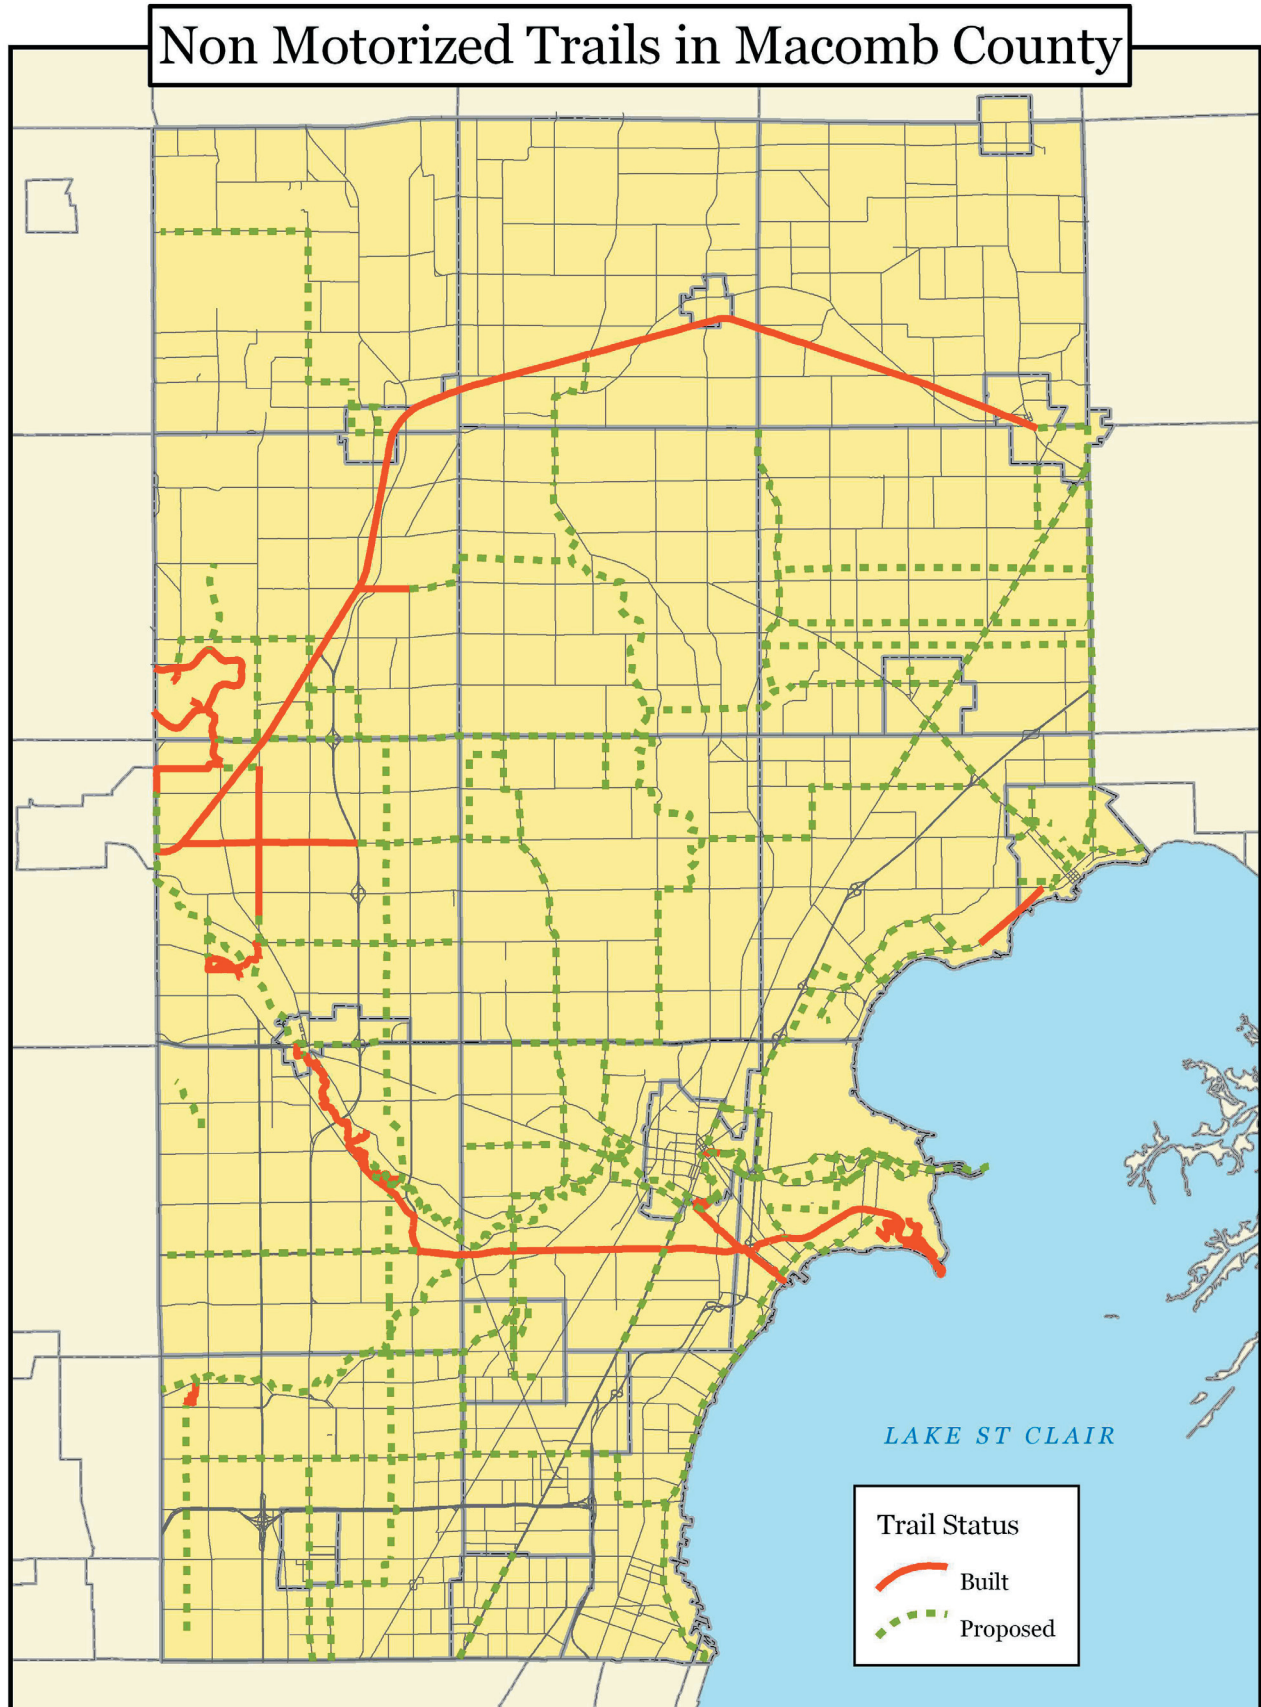 Non Motorized Trails in Macomb County
LAKE ST CLAIR
Trail Status
Built
Proposed